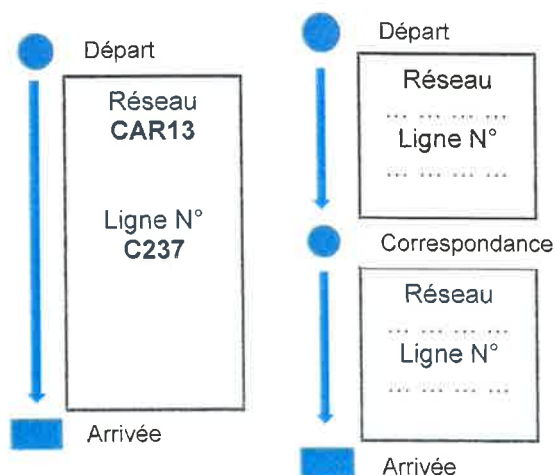 Départ
Réseau
CAR13
Ligne N°
C237
Arrivée
Départ
Réseau
... ... ... ...
Ligne N°
... ... ... ...
Correspondance
Réseau
... ... ... ...
Ligne N°
... ... ... ...
Arrivée